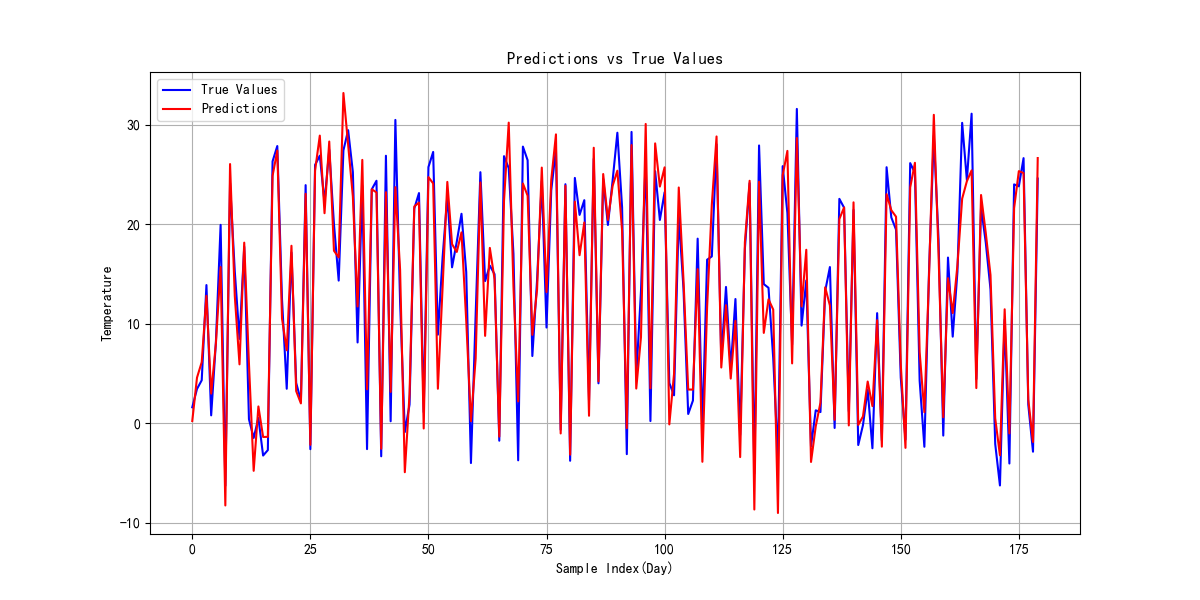 Predictions vs True Values
True Values
Predictions
Temperature
30
20
10
0
-10
0 25 50 75 100 125 150 175
Sample Index(Day)